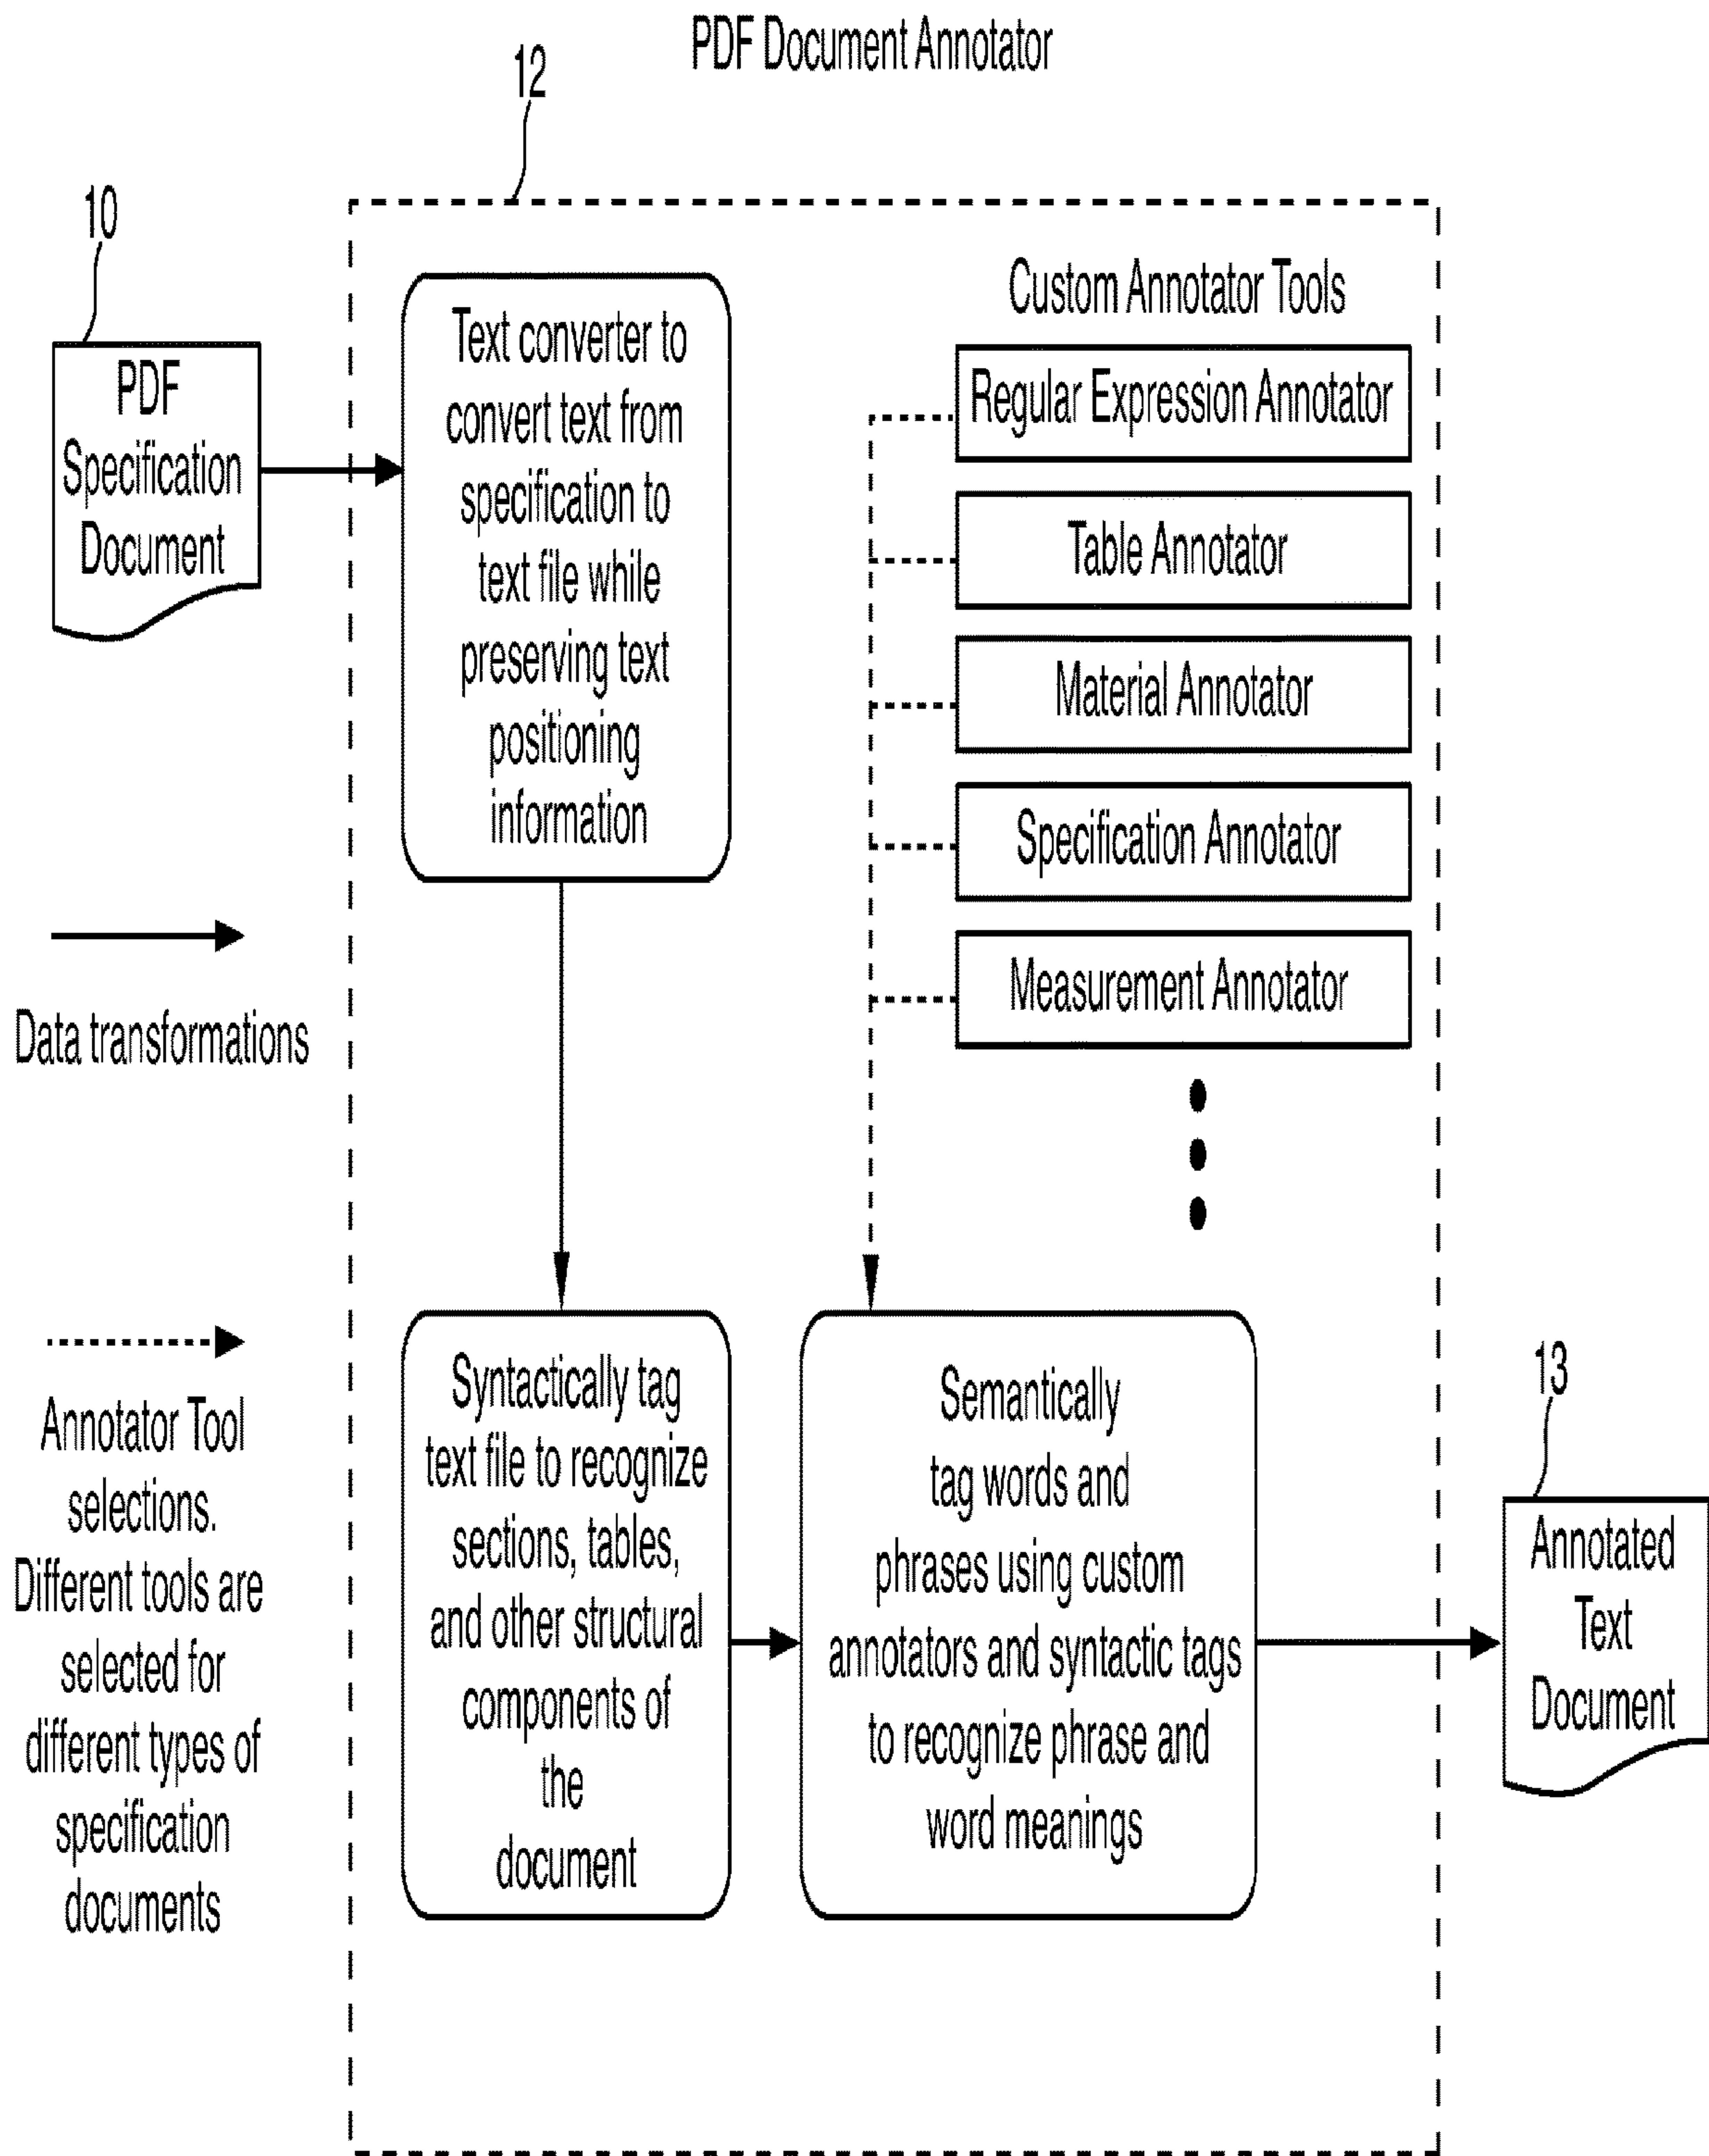 PDF Document Annotator
12
10
PDF
Specification
Document
Text converter to
convert text from
specification to
text file while
preserving text
positioning
information
Custom Annotator Tools
Regular Expression Annotator
Table Annotator
Material Annotator
Specification Annotator
Measurement Annotator
Data transformations
Annotator Tool
selections.
Different tools are
selected for
different types of
specification
documents
Syntactically tag
text file to recognize
sections, tables,
and other structural
components of
the
document
Semantically
tag words and
phrases using custom
annotators and syntactic tags
to recognize phrase and
word meanings
13
Annotated
Text
Document